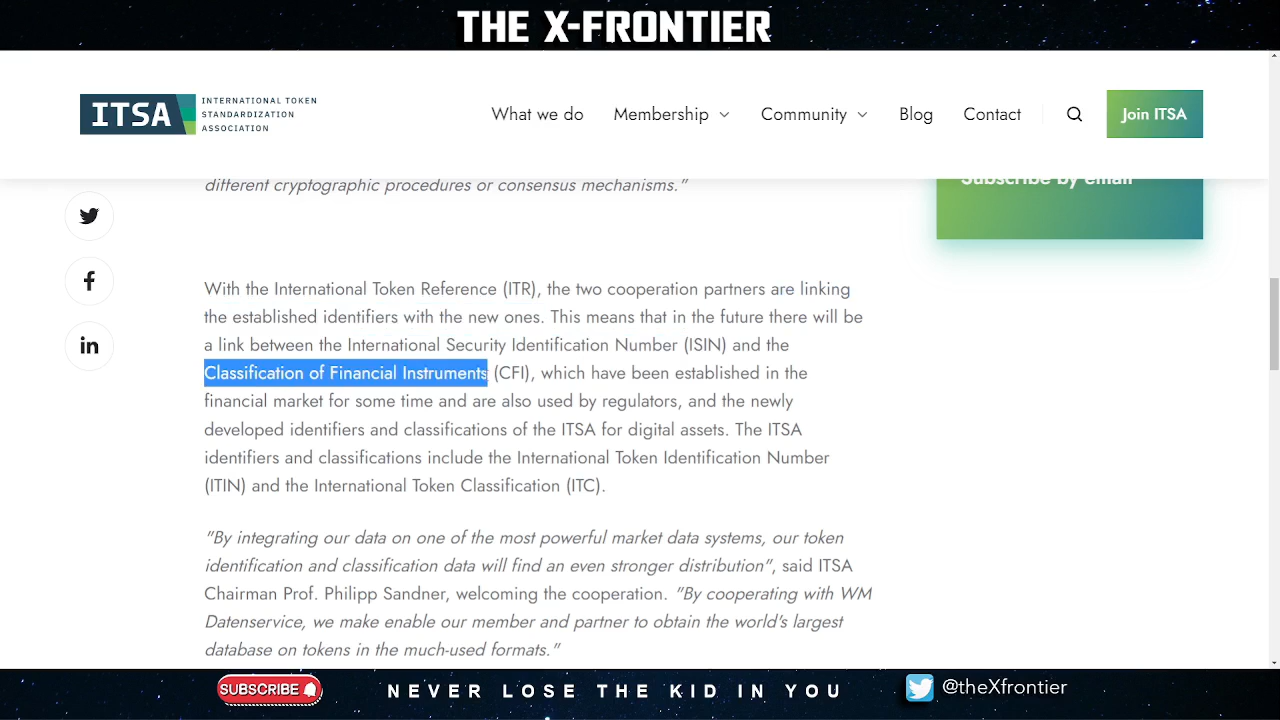 THE X-FRONTIER
ITSA
INTERNATIONAL TOKEN
STANDARDIZATION
ASSOCIATION
What we do
Membership
Community
Blog
Contact
Join ITSA
different cryptographic procedures or consensus mechanisms."
Subscribe by email
With the International Token Reference (ITR), the two cooperation partners are linking
the established identifiers with the new ones. This means that in the future there will be
a link between the International Security Identification Number (ISIN) and the
Classification of Financial Instruments (CFI), which have been established in the
financial market for some time and are also used by regulators, and the newly
developed identifiers and classifications of the ITSA for digital assets. The ITSA
identifiers and classifications include the International Token Identification Number
(ITIN) and the International Token Classification (ITC).
"By integrating our data on one of the most powerful market data systems, our token
identification and classification data will find an even stronger distribution", said ITSA
Chairman Prof. Philipp Sandner, welcoming the cooperation. "By cooperating with WM
Datenservice, we make enable our member and partner to obtain the world's largest
database on tokens in the much-used formats."
SUBSCRIBE
NEVER LOSE THE KID IN YOU
@theXfrontier